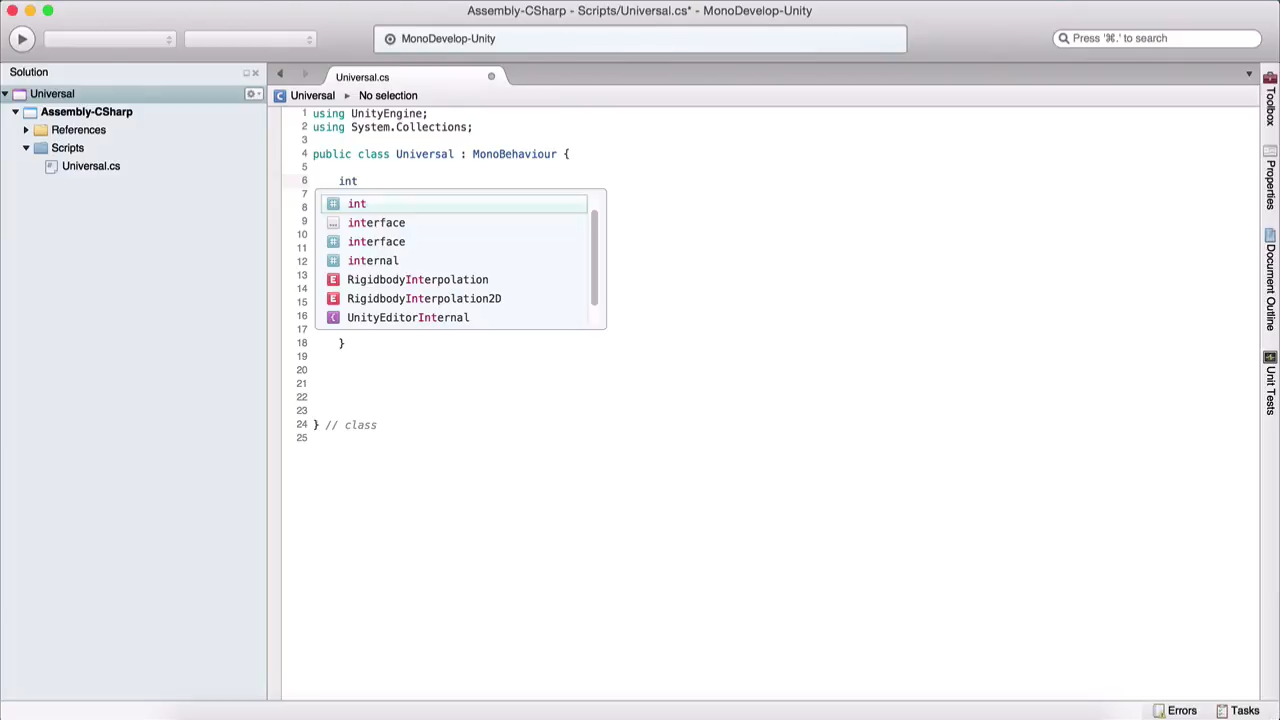 Assembly-CSharp - Scripts/Universal.cs* - MonoDevelop-Unity
MonoDevelop-Unity
Press '⌘.' to search
Solution
Universal
Assembly-CSharp
References
Scripts
Universal.cs
Universal.cs
Universal ▸ No selection
1 using UnityEngine;
2 using System.Collections;
3
4 public class Universal : MonoBehaviour {
5
6 int
7
8 int
9 interface
10 interface
11
12 internal
13 RigidbodyInterpolation
14
15 RigidbodyInterpolation2D
16 UnityEditorInternal
17
18 }
19
20
21
22
23
24 } // class
25
Toolbox
Properties
Document Outline
Unit Tests
Errors
Tasks